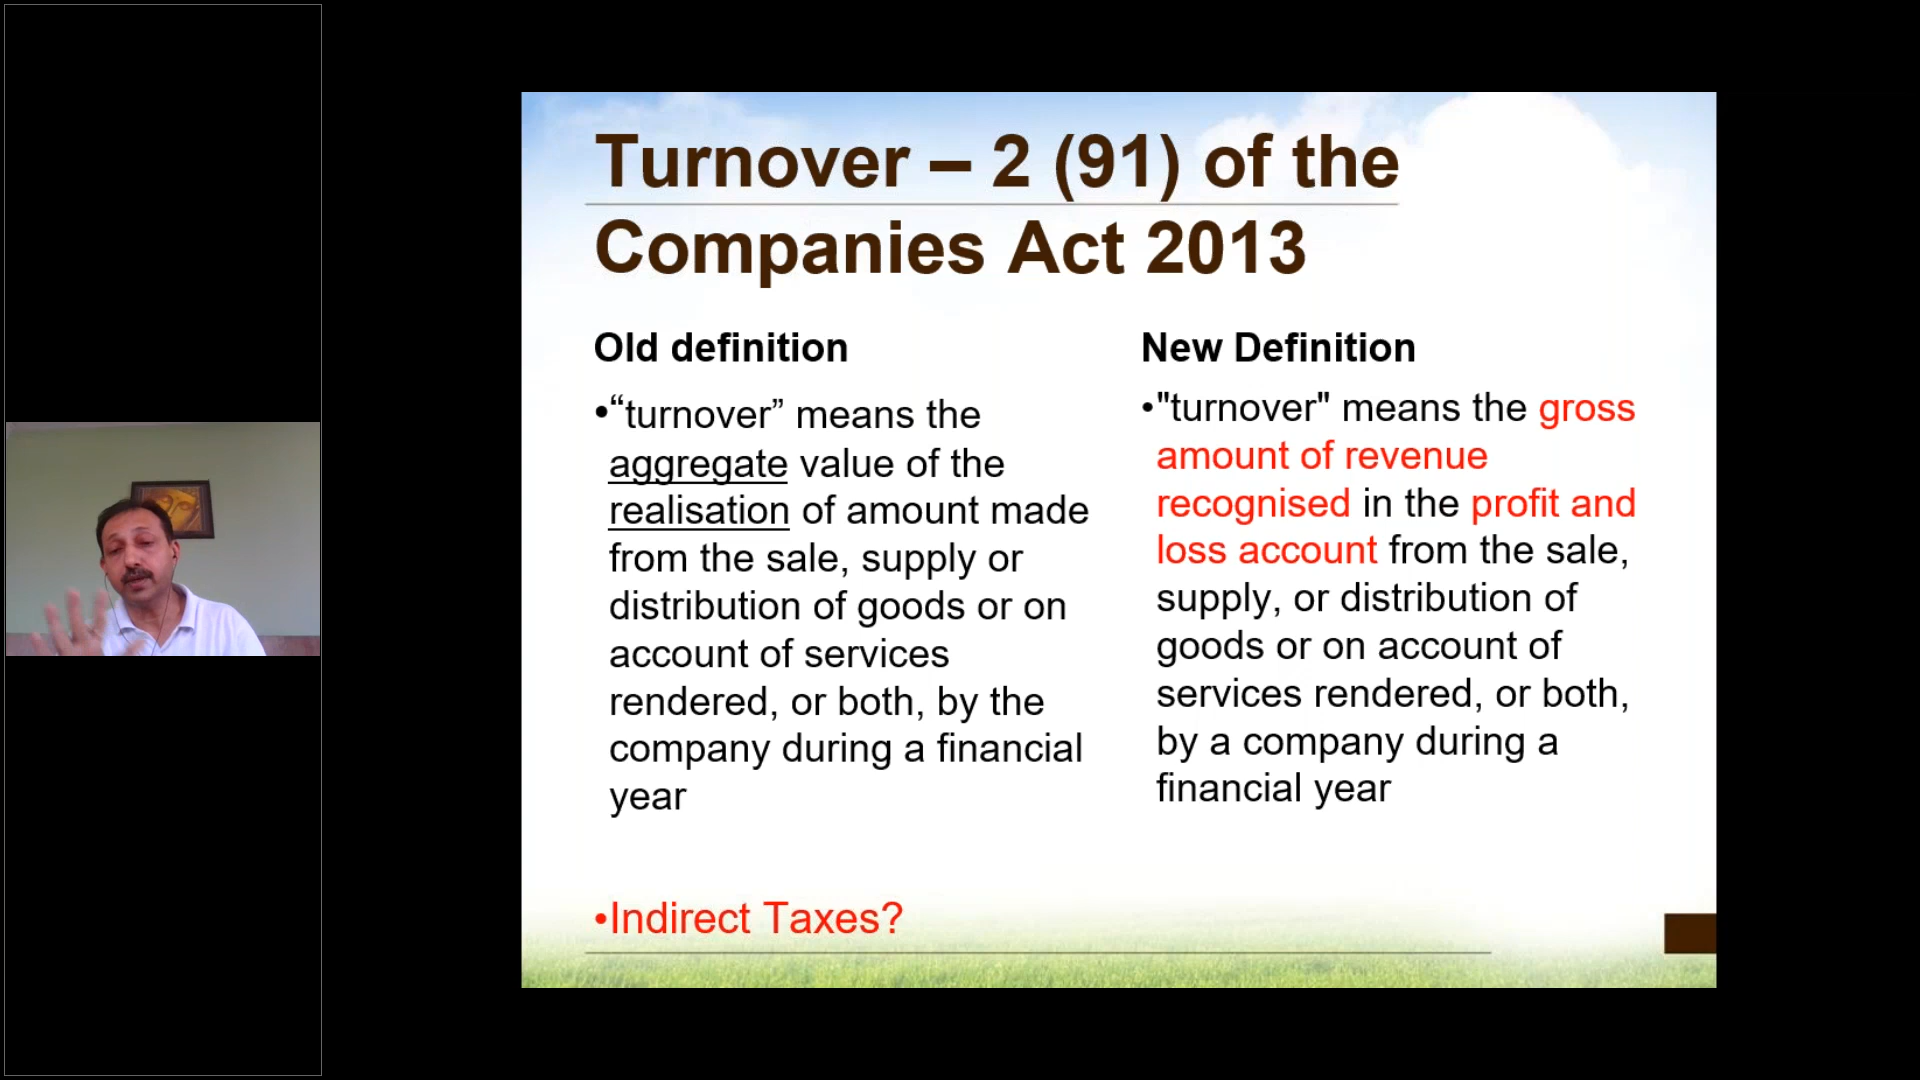 Turnover – 2 (91) of the
Companies Act 2013
Old definition
•“turnover” means the
aggregate value of the
realisation of amount made
from the sale, supply or
distribution of goods or on
account of services
rendered, or both, by the
company during a financial
year
•Indirect Taxes?
New Definition
•"turnover" means the gross
amount of revenue
recognised in the profit and
loss account from the sale,
supply, or distribution of
goods or on account of
services rendered, or both,
by a company during a
financial year